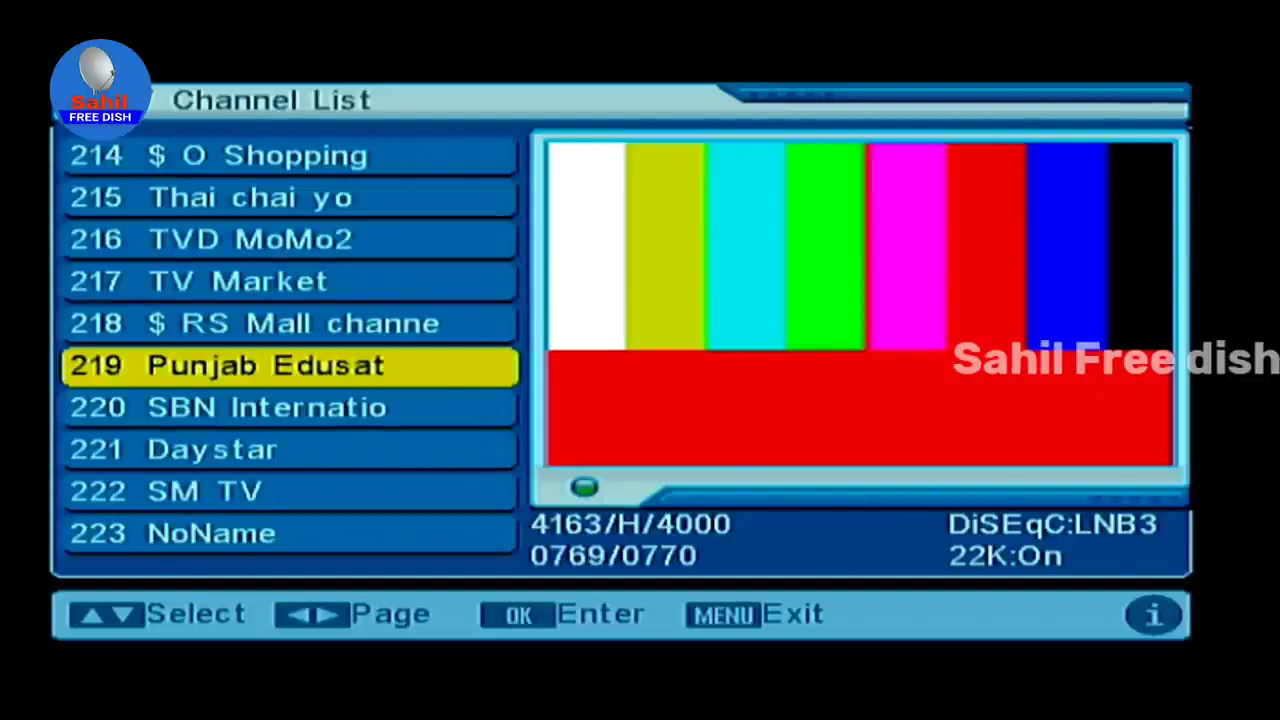 Sahil
FREE DISH
Channel List
214 $ O Shopping
215 Thai chai yo
216 TVD MoMo2
217 TV Market
218 $ RS Mall channe
219 Punjab Edusat
220 SBN Internatio
221 Daystar
222 SM TV
223 NoName
Sahil Free dish
4163/H/4000 DiSEqC:LNB3
0769/0770 22K:On
Select Page OK Enter MENU Exit i